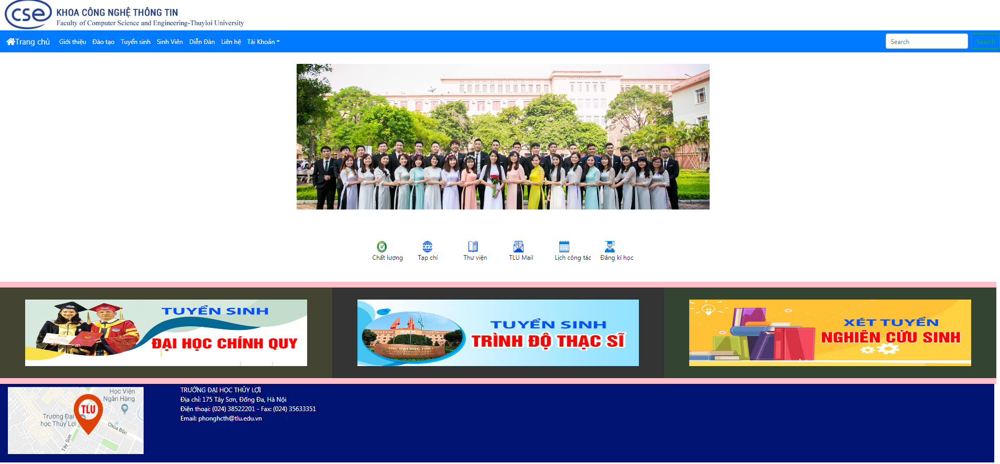 cse
KHOA CÔNG NGHỆ THÔNG TIN
Faculty of Computer Science and Engineering-Thuyloi University
Trang chủ Giới thiệu Đào tạo Tuyển sinh Sinh Viên Diễn Đàn Liên hệ Tài Khoản Search Search
Chất lượng Tạp chí Thư viện TLU Mail Lịch công tác Đăng kí học
TUYỂN SINH
ĐẠI HỌC CHÍNH QUY
TUYỂN SINH
TRÌNH ĐỘ THẠC SĨ
XÉT TUYỂN
NGHIÊN CỨU SINH
Học Viện
Ngân Hàng
TLU
Trường Đại
học Thủy Lợi
Chùa Bộc
Tây Sơn
TRƯỜNG ĐẠI HỌC THỦY LỢI
Địa chỉ: 175 Tây Sơn, Đống Đa, Hà Nội
Điện thoại: (024) 38522201 - Fax: (024) 35633351
Email: phonghcth@tlu.edu.vn